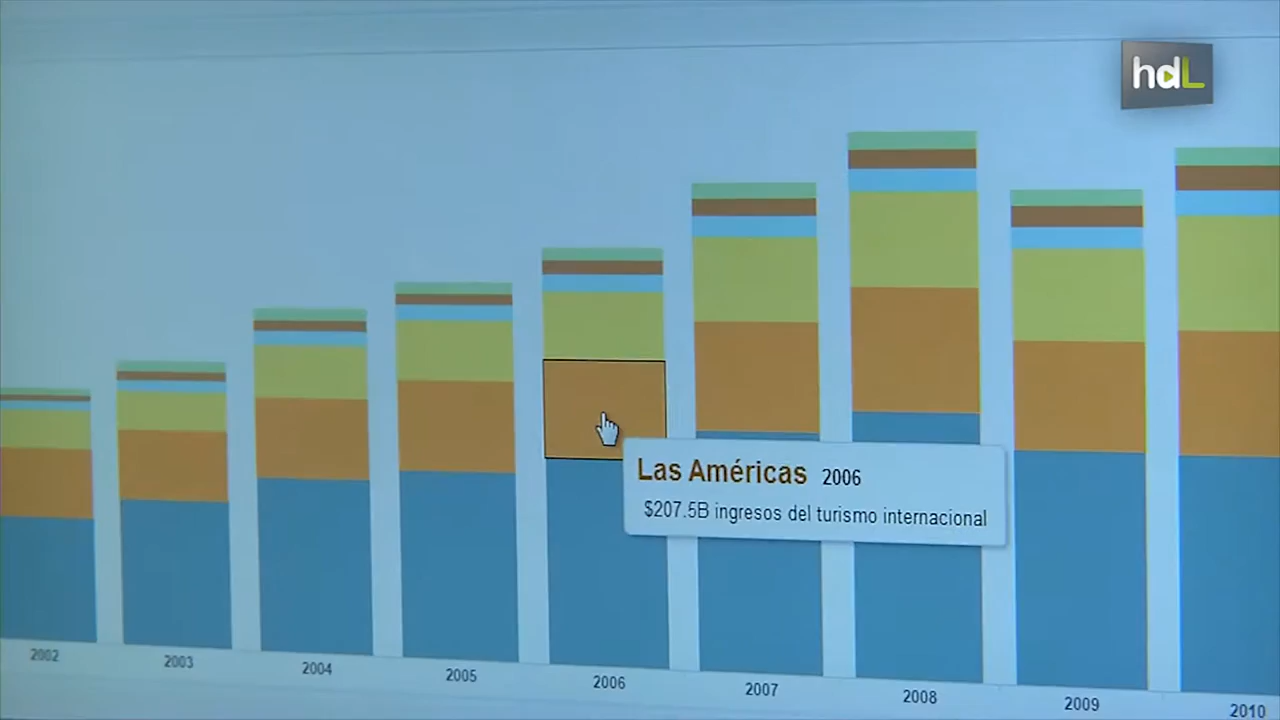 hdL
Las Américas 2006
$207.5B ingresos del turismo internacional
2002 2003 2004 2005 2006 2007 2008 2009 2010